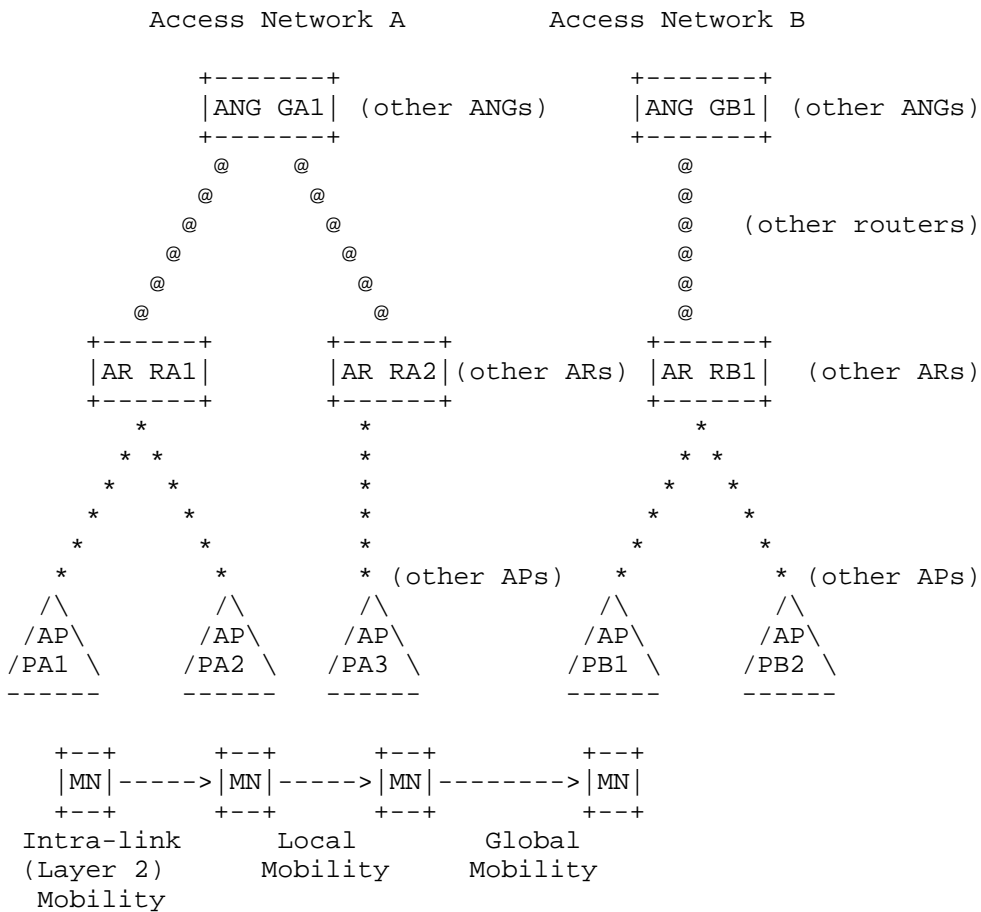 Access Network A Access Network B
+-------+ +-------+
|ANG GA1| (other ANGs) |ANG GB1| (other ANGs)
+-------+ +-------+
@ @ @
@ @ @
@ @ @ (other routers)
@ @ @
@ @ @
@ @ @
+------+ +------+ +------+
|AR RA1| |AR RA2|(other ARs) |AR RB1| (other ARs)
+------+ +------+ +------+
* * *
* * * * *
* * * * *
* * * * *
* * * * *
* * * (other APs) * * (other APs)
/\ /\ /\ /\ /\
/AP\ /AP\ /AP\ /AP\ /AP\
/PA1 \ /PA2 \ /PA3 \ /PB1 \ /PB2 \
------ ------ ------ ------ ------
+--+ +--+ +--+ +--+
|MN|----->|MN|----->|MN|-------->|MN|
+--+ +--+ +--+ +--+
Intra-link Local Global
(Layer 2) Mobility Mobility
Mobility